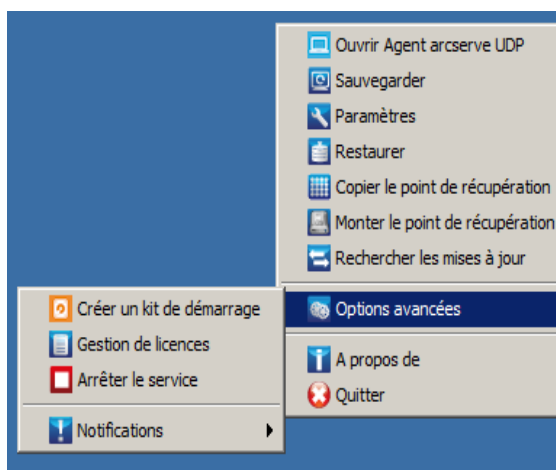 Ouvrir Agent arcserve UDP
Sauvegarder
Paramètres
Restaurer
Copier le point de récupération
Monter le point de récupération
Rechercher les mises à jour
Options avancées
A propos de
Quitter
Créer un kit de démarrage
Gestion de licences
Arrêter le service
Notifications